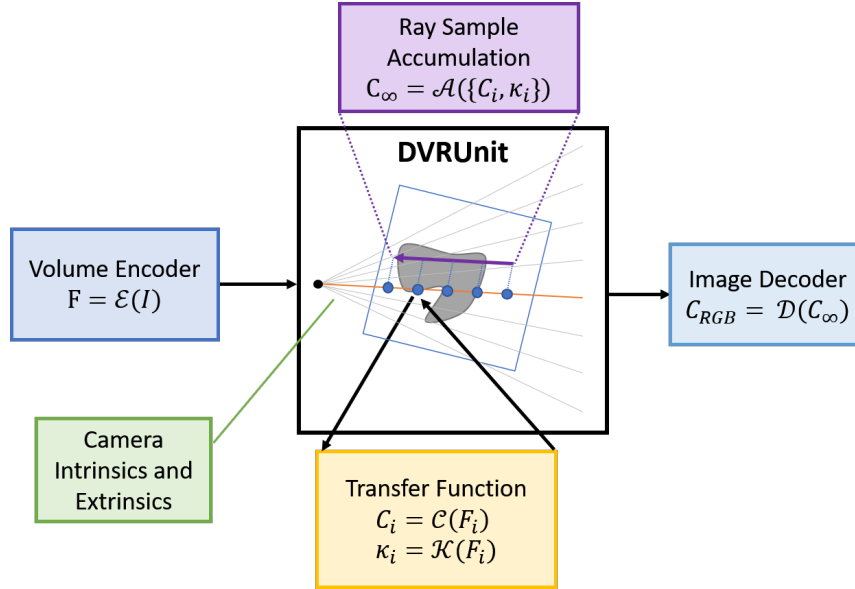 Ray Sample
Accumulation
C∞ = 𝒜({Cᵢ, κᵢ})
DVRUnit
Volume Encoder
F = ℰ(I)
Image Decoder
C_RGB = 𝒟(C∞)
Camera
Intrinsics and
Extrinsics
Transfer Function
Cᵢ = 𝒞(Fᵢ)
κᵢ = 𝒦(Fᵢ)